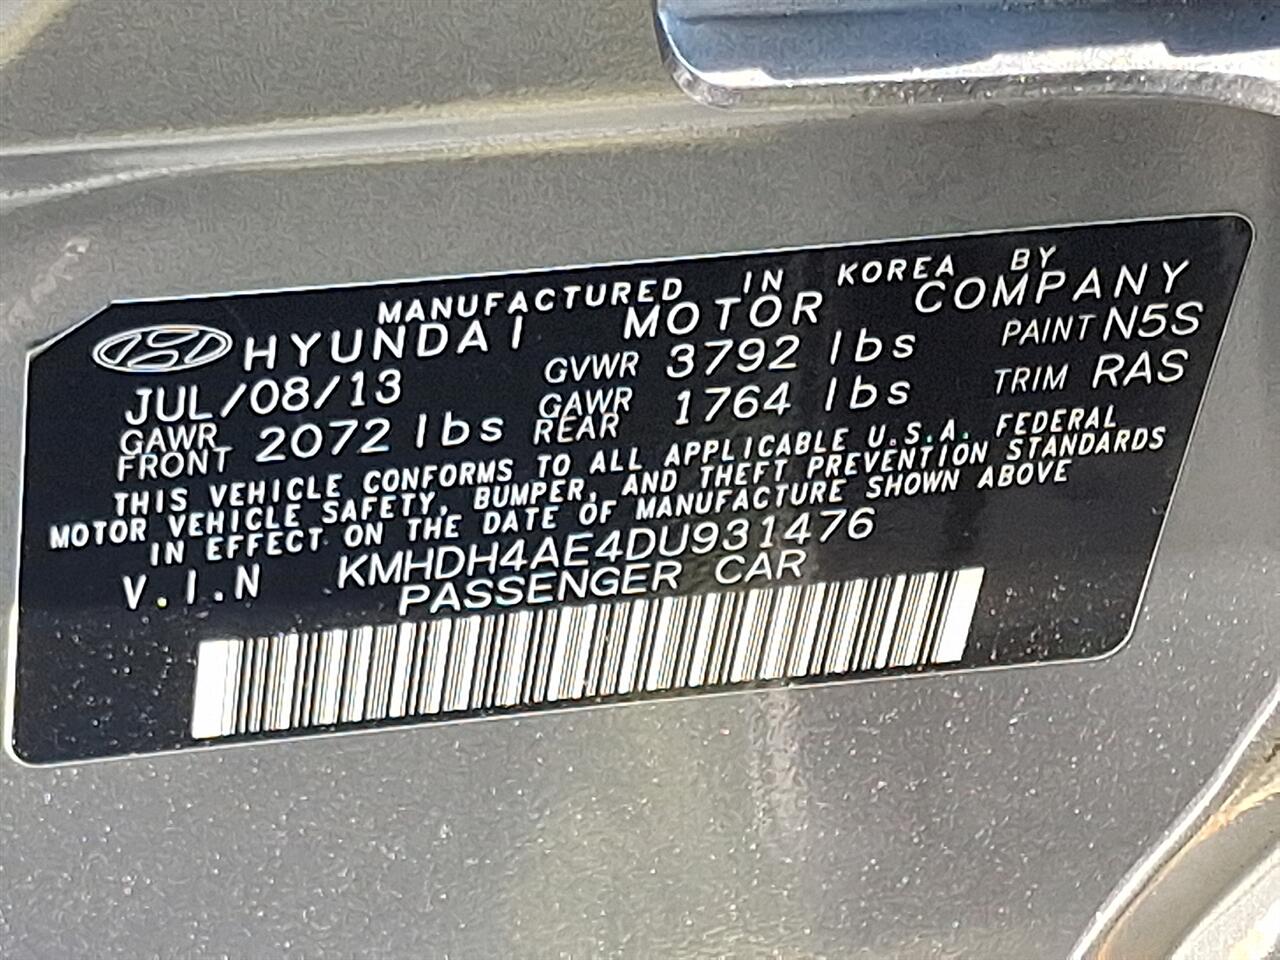 MANUFACTURED IN KOREA BY
HYUNDAI MOTOR COMPANY
JUL/08/13 GVWR 3792 lbs PAINT N5S
GAWR FRONT 2072 lbs GAWR REAR 1764 lbs TRIM RAS
THIS VEHICLE CONFORMS TO ALL APPLICABLE U.S.A. FEDERAL
MOTOR VEHICLE SAFETY, BUMPER, AND THEFT PREVENTION STANDARDS
IN EFFECT ON THE DATE OF MANUFACTURE SHOWN ABOVE
V.I.N KMHDH4AE4DU931476
PASSENGER CAR